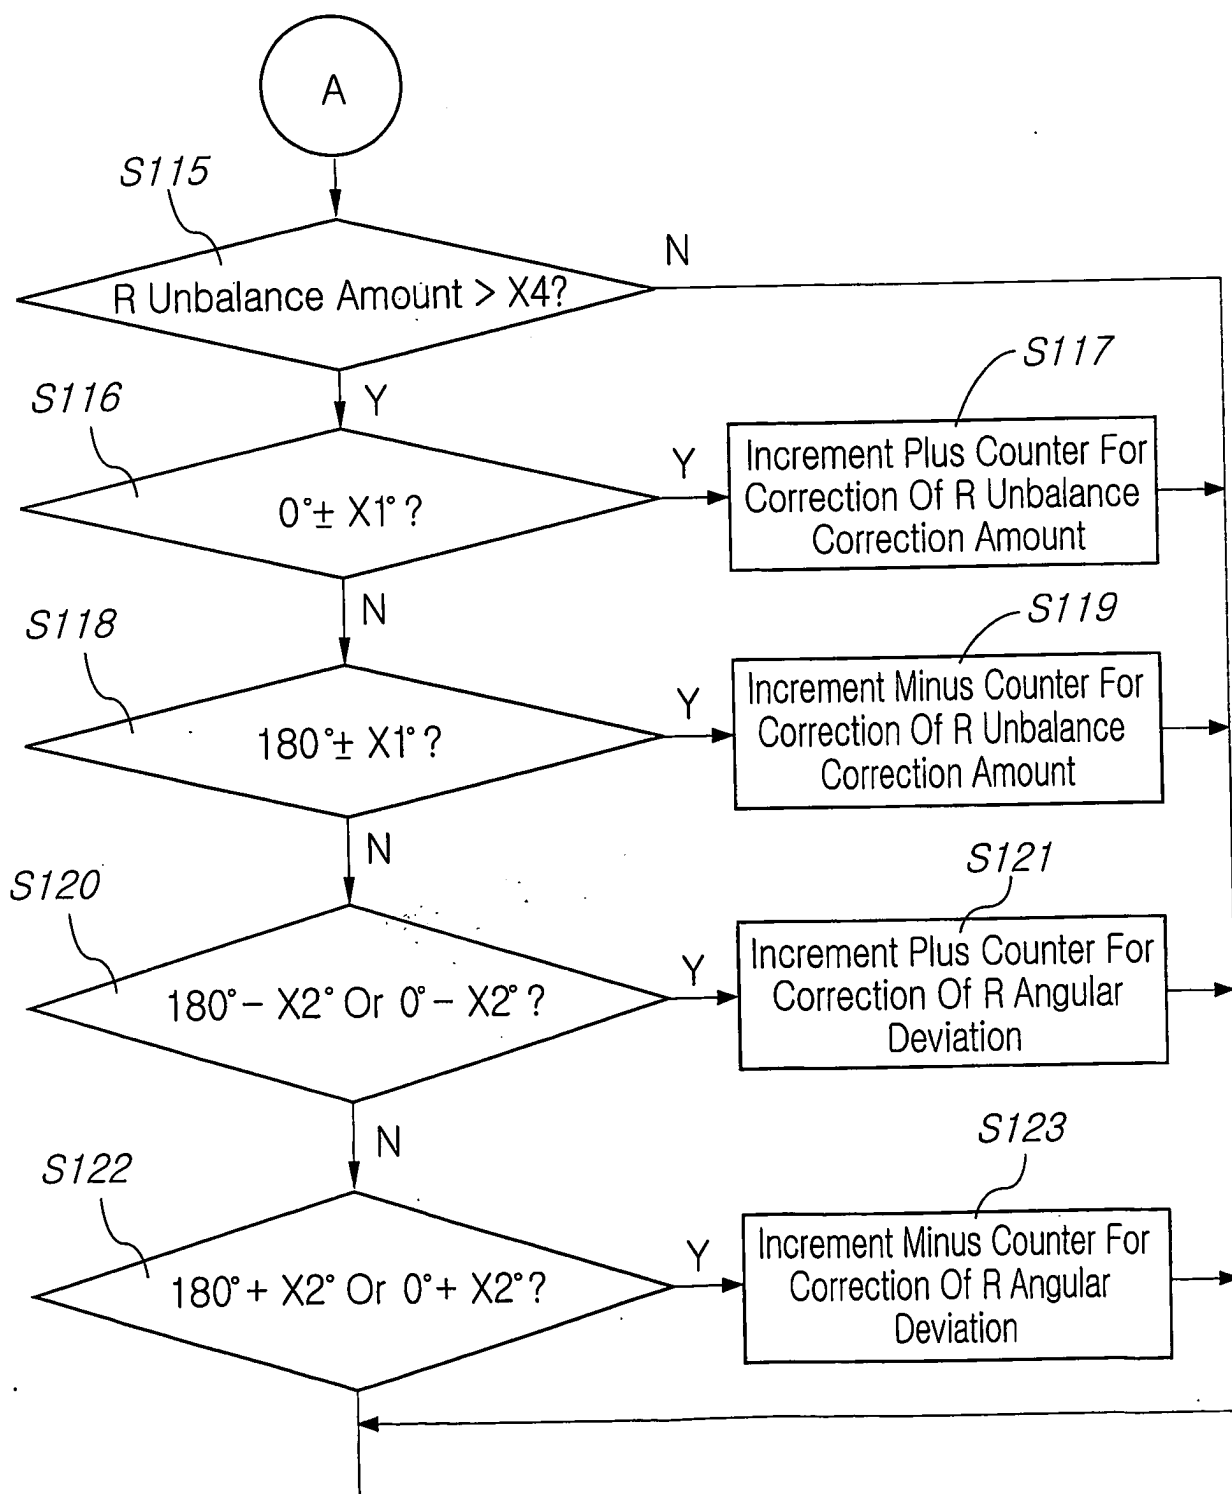 A
S115
N
R Unbalance Amount > X4?
S117
S116
Y
Increment Plus Counter For
Correction Of R Unbalance
Correction Amount
Y
0°± X1°?
N
S119
S118
Increment Minus Counter For
Correction Of R Unbalance
Correction Amount
Y
180°± X1°?
N
S121
S120
Increment Plus Counter For
Correction Of R Angular
Deviation
Y
180°− X2° Or 0°− X2°?
N
S123
S122
Increment Minus Counter For
Correction Of R Angular
Deviation
Y
180°+ X2° Or 0°+ X2°?